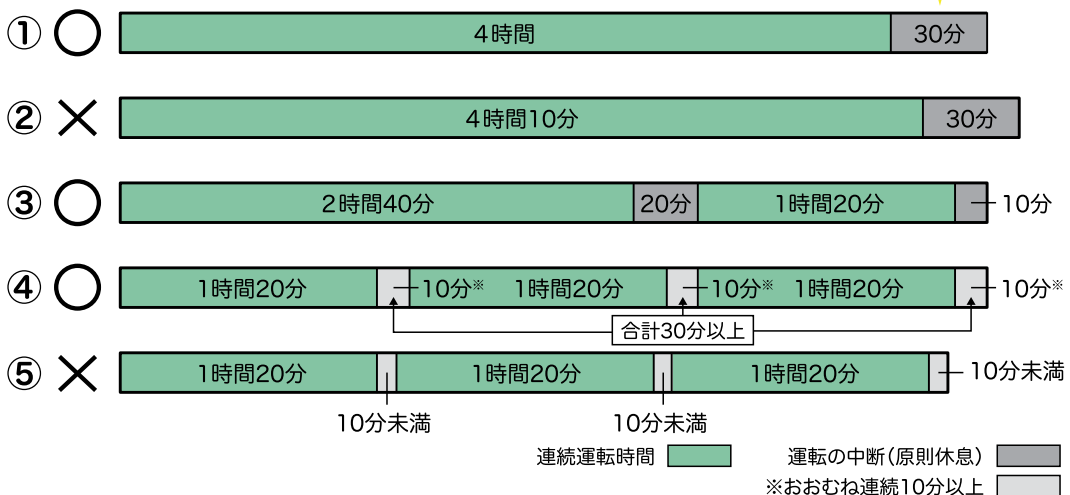 ① ○ 4時間 30分
② × 4時間10分 30分
③ ○ 2時間40分 20分 1時間20分 10分
④ ○ 1時間20分 10分※ 1時間20分 10分※ 1時間20分 10分※
合計30分以上
⑤ × 1時間20分 1時間20分 1時間20分 10分未満
10分未満 10分未満
連続運転時間 運転の中断(原則休息)
※おおむね連続10分以上